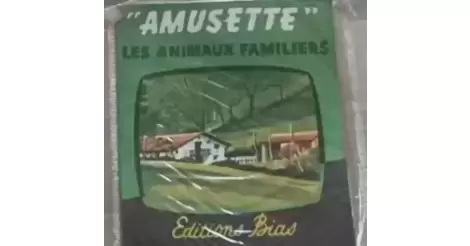 "AMUSETTE"
LES ANIMAUX FAMILIERS
Editions Bias